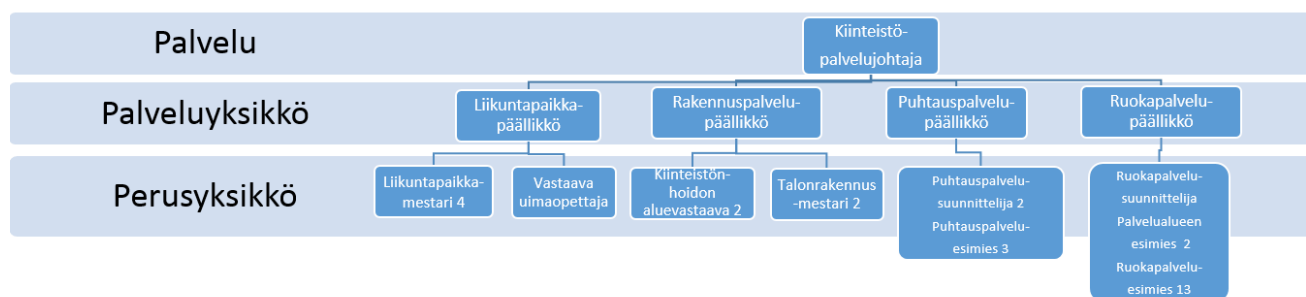 Palvelu
Kiinteistö-
palvelujohtaja
Palveluyksikkö
Liikuntapaikka-
päällikkö
Rakennuspalvelu-
päällikkö
Puhtauspalvelu-
päällikkö
Ruokapalvelu-
päällikkö
Perusyksikkö
Liikuntapaikka-
mestari 4
Vastaava
uimaopettaja
Kiinteistön-
hoidon
aluevastaava 2
Talonrakennus
-mestari 2
Puhtauspalvelu-
suunnittelija 2
Puhtauspalvelu-
esimies 3
Ruokapalvelu-
suunnittelija
Palvelualueen
esimies 2
Ruokapalvelu-
esimies 13